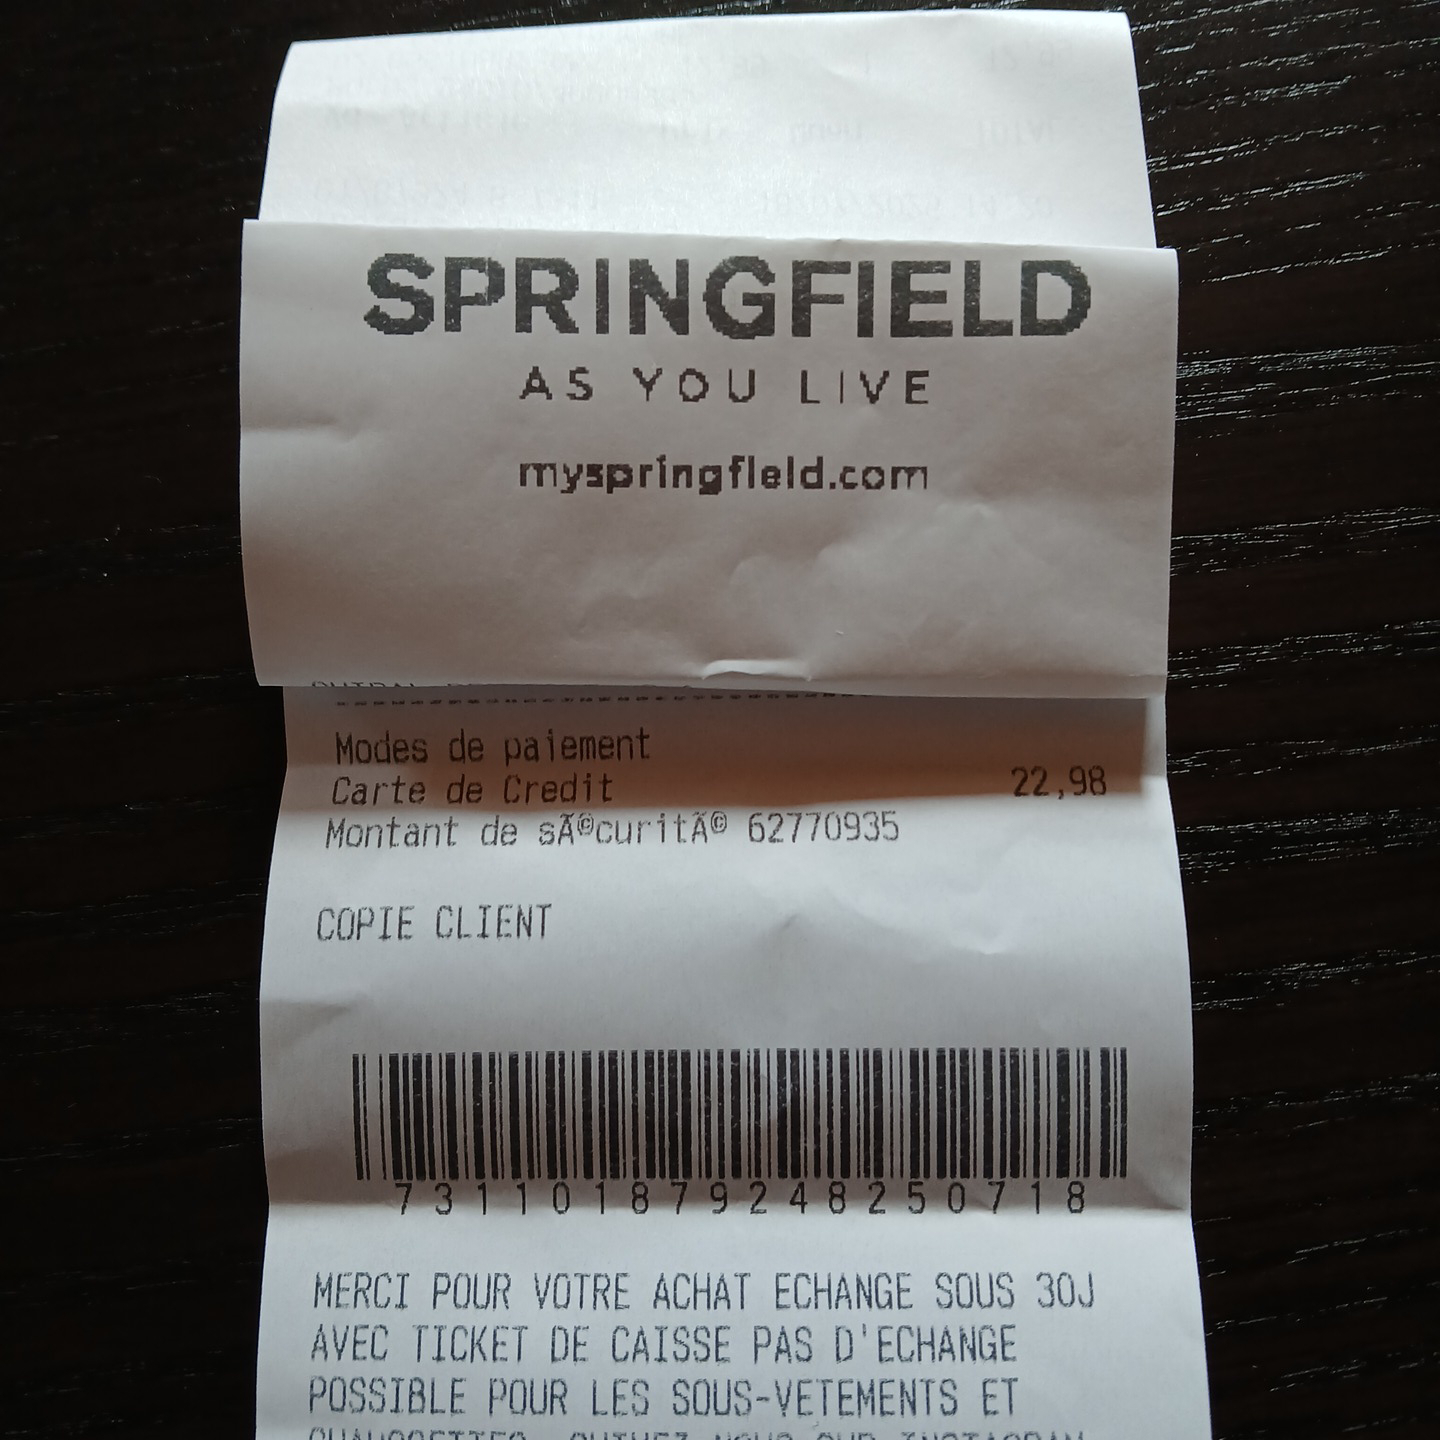 SPRINGFIELD
AS YOU LIVE
myspringfield.com
Modes de paiement
Carte de Credit 22,98
Montant de sÃ©curitÃ© 62770935
COPIE CLIENT
731101879248250718
MERCI POUR VOTRE ACHAT ECHANGE SOUS 30J
AVEC TICKET DE CAISSE PAS D'ECHANGE
POSSIBLE POUR LES SOUS-VETEMENTS ET